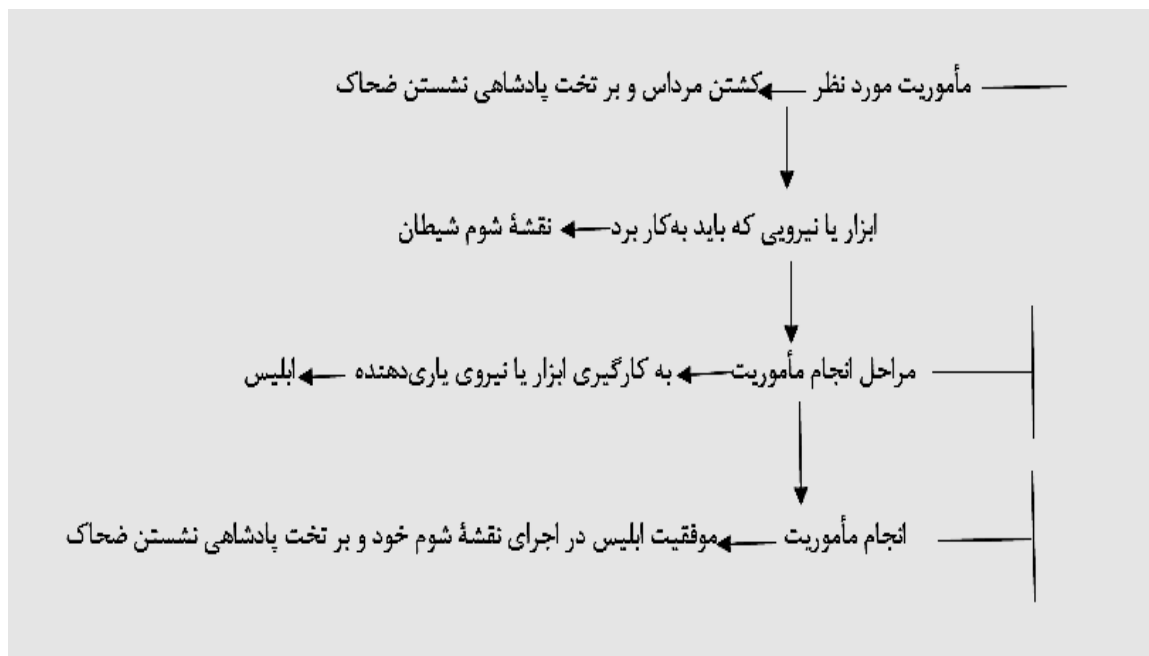 مأموریت مورد نظر کشتن مرداس و بر تخت پادشاهی نشستن ضحاک
ابزار یا نیرویی که باید به‌کار برد نقشۀ شوم شیطان
مراحل انجام مأموریت به کارگیری ابزار یا نیروی یاری‌دهنده ابلیس
انجام مأموریت موفقیت ابلیس در اجرای نقشۀ شوم خود و بر تخت پادشاهی نشستن ضحاک